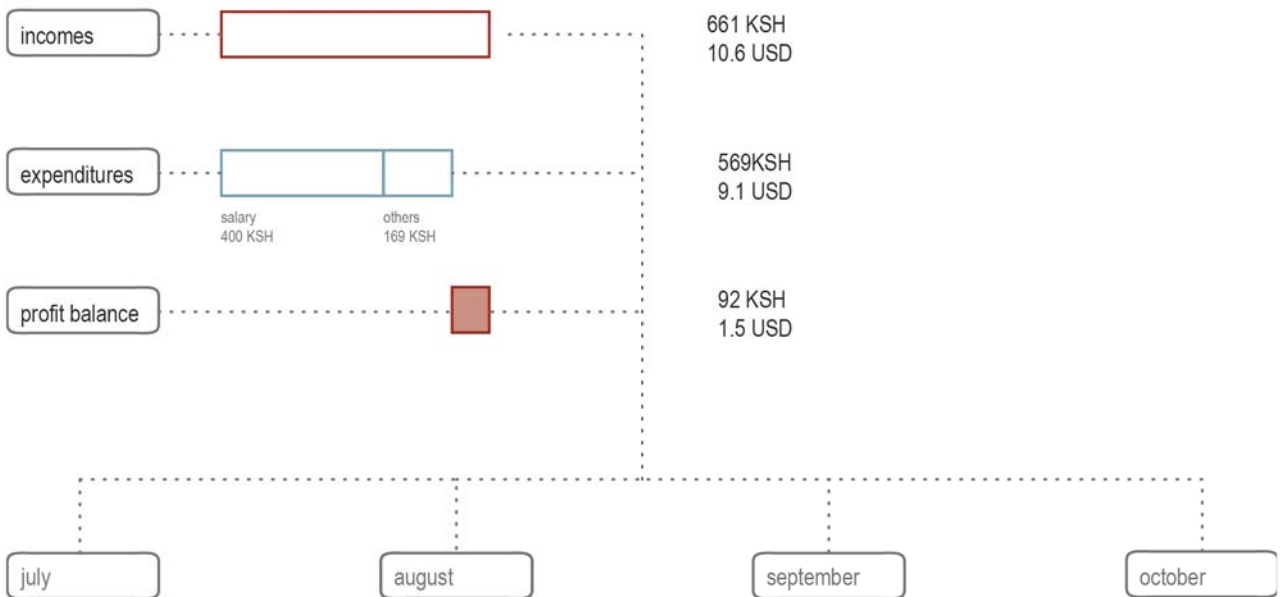 incomes
661 KSH
10.6 USD
expenditures
569KSH
9.1 USD
salary
400 KSH
others
169 KSH
profit balance
92 KSH
1.5 USD
july
august
september
october